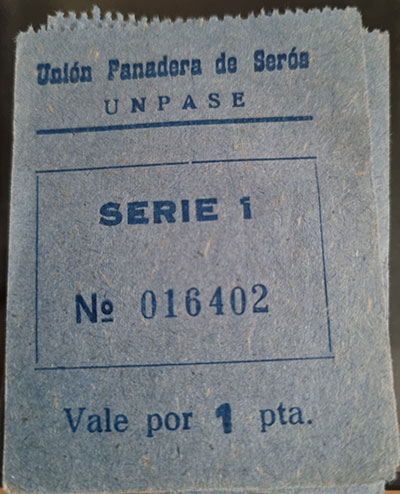 Unión Panadera de Serós
UNPASE
SERIE 1
Nº 016402
Vale por 1 pta.